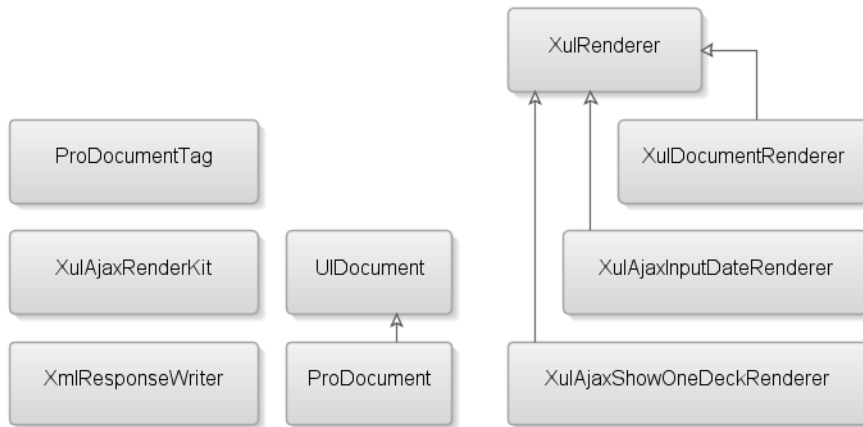 XulRenderer
ProDocumentTag
XulDocumentRenderer
XulAjaxRenderKit
UIDocument
XulAjaxInputDateRenderer
XmlResponseWriter
ProDocument
XulAjaxShowOneDeckRenderer